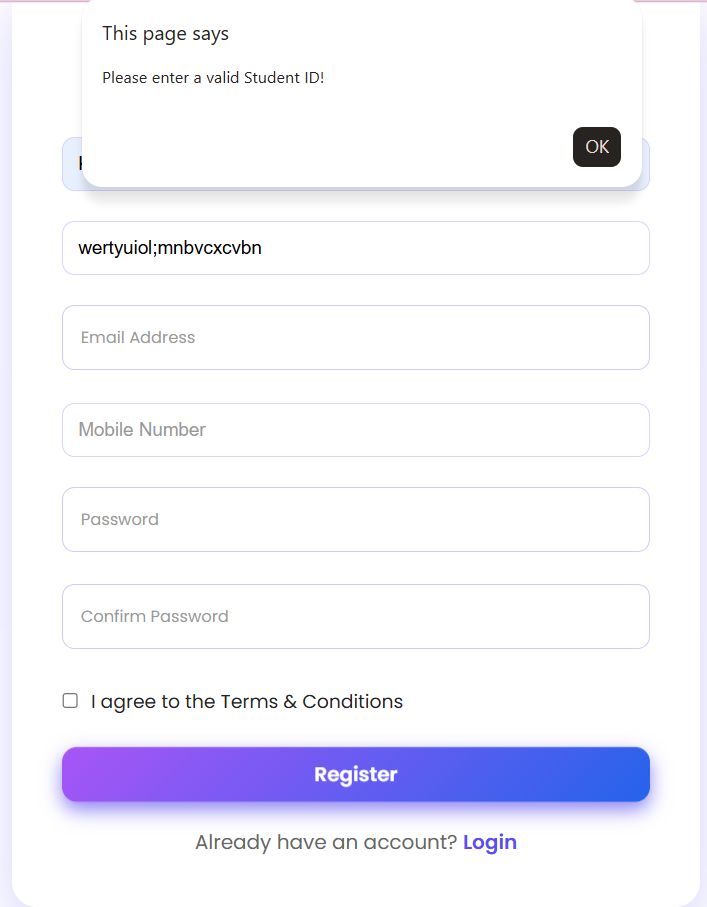 This page says
Please enter a valid Student ID!
OK
wertyuiol;mnbvcxcvbn
Email Address
Mobile Number
Password
Confirm Password
I agree to the Terms & Conditions
Register
Already have an account? Login